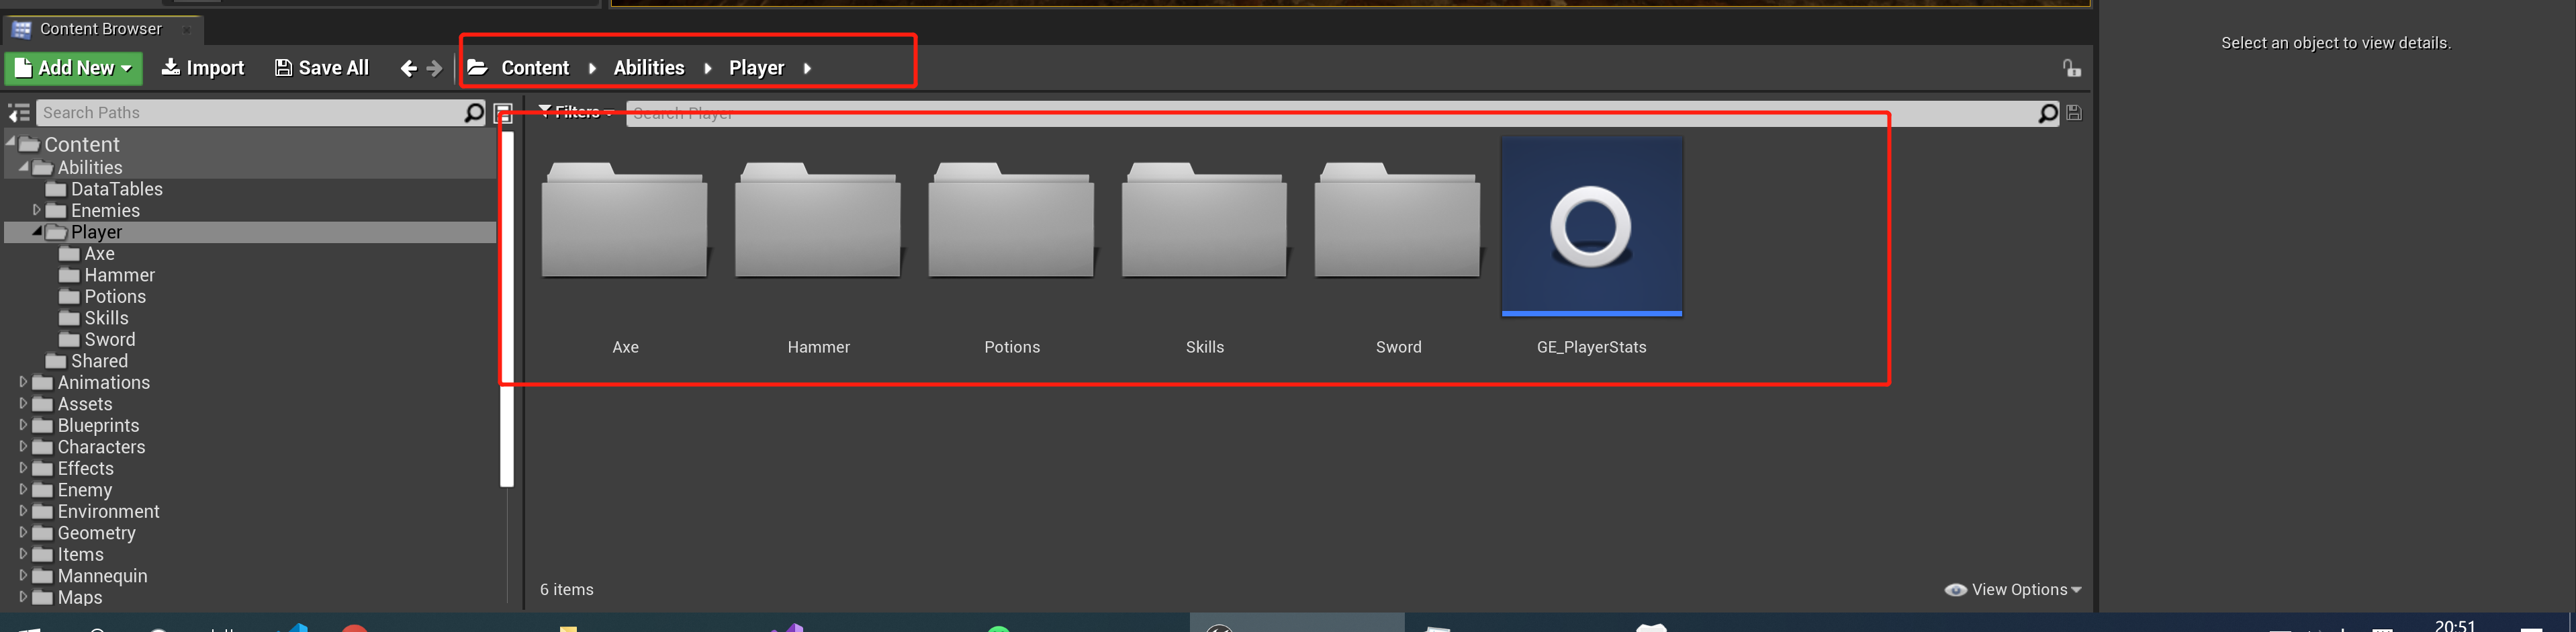 Content Browser
Select an object to view details.
Add New
Import
Save All
Content
Abilities
Player
Search Paths
Filters
Search Player
Content
Abilities
DataTables
Enemies
Player
Axe
Hammer
Potions
Skills
Sword
Shared
Animations
Assets
Blueprints
Characters
Effects
Enemy
Environment
Geometry
Items
Mannequin
Maps
Axe
Hammer
Potions
Skills
Sword
GE_PlayerStats
6 items
View Options
20:51